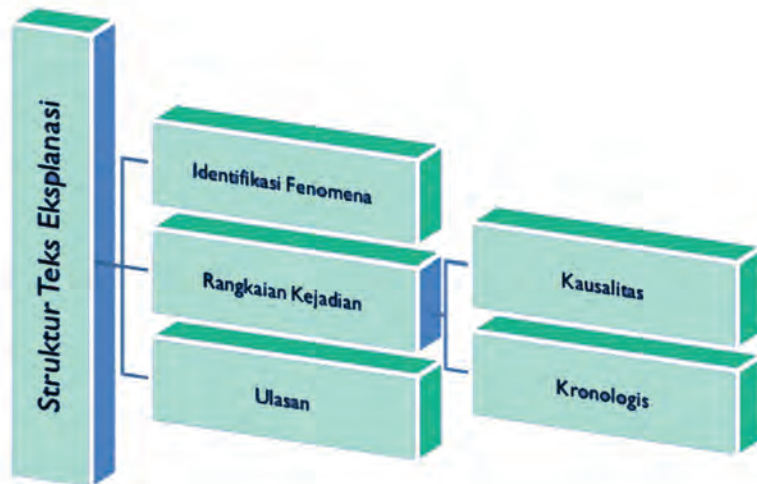 Struktur Teks Eksplanasi
Identifikasi Fenomena
Rangkaian Kejadian
Ulasan
Kausalitas
Kronologis